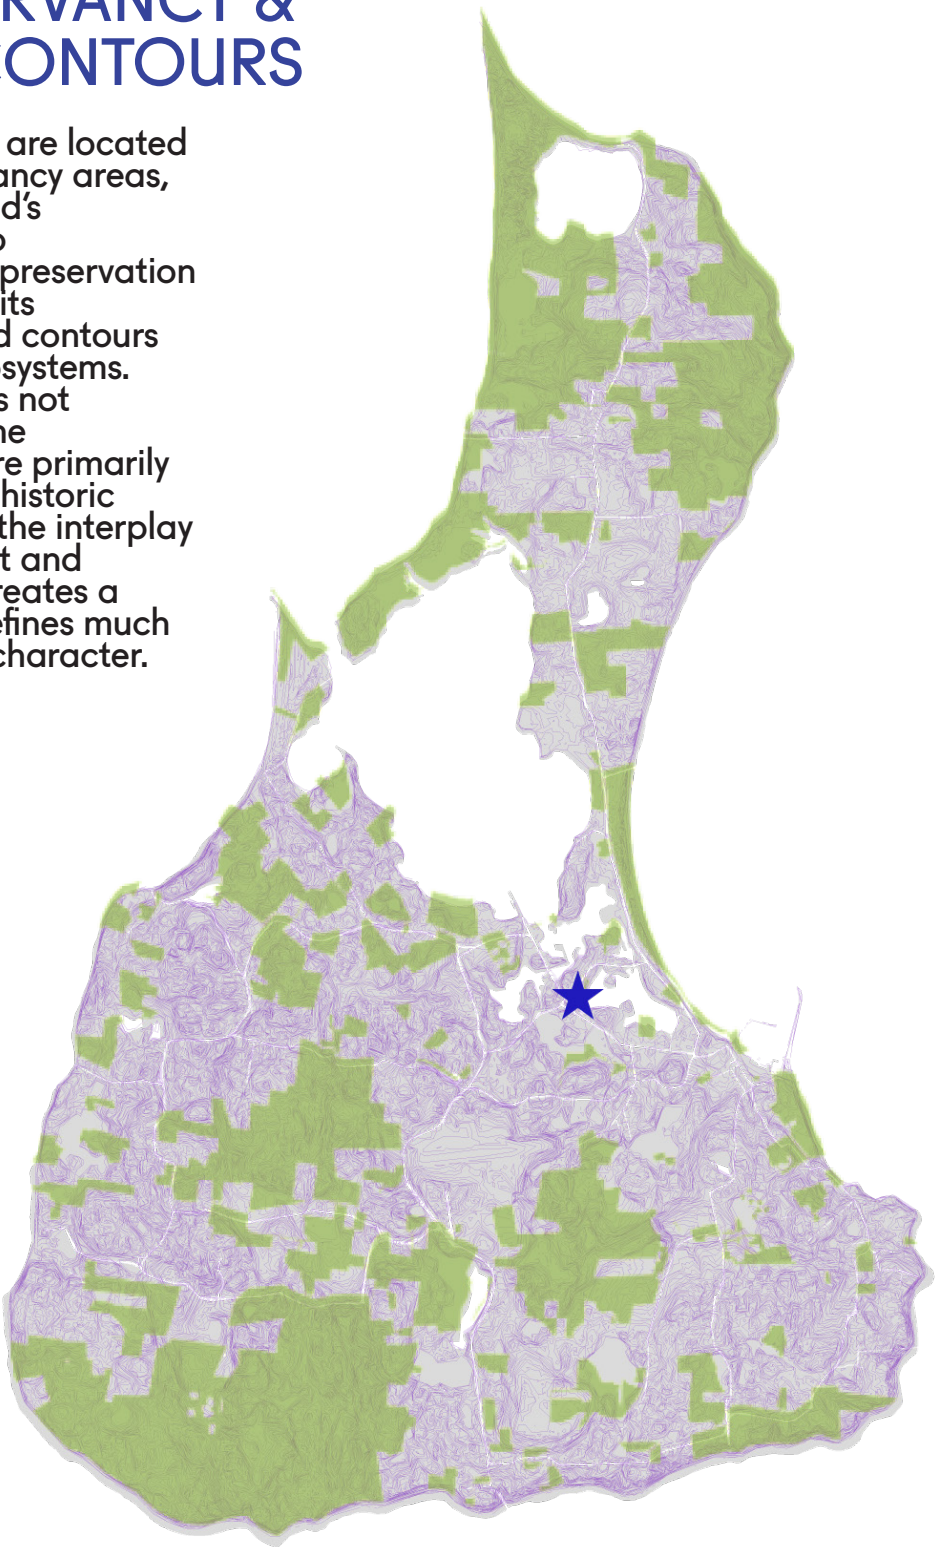 RVANCY &
CONTOURS
are located
ancy areas,
d's
preservation
its
d contours
systems.
s not
ne
re primarily
historic
the interplay
t and
reates a
efines much
character.